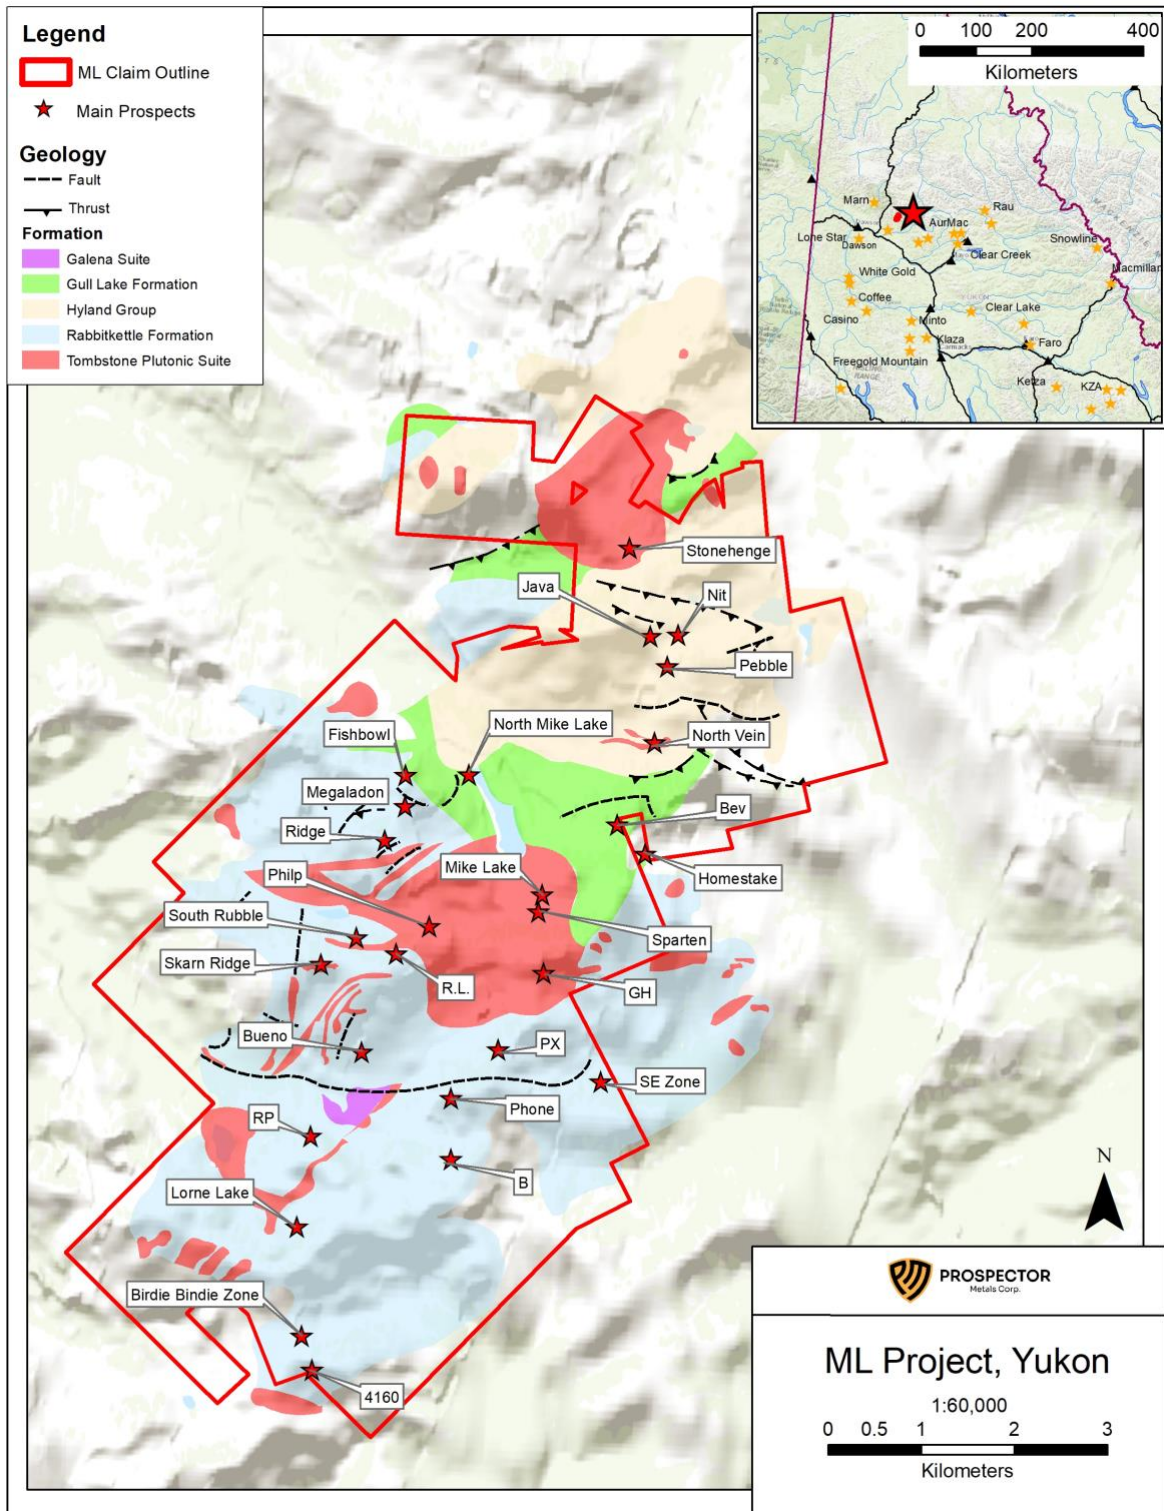 Legend
ML Claim Outline
Main Prospects
Geology
Fault
Thrust
Formation
Galena Suite
Gull Lake Formation
Hyland Group
Rabbitkettle Formation
Tombstone Plutonic Suite
0 100 200 400
Kilometers
Marn
Rau
AurMac
Lone Star
Dawson
Snowline
Clear Creek
Macmillan
White Gold
Coffee
Clear Lake
Casino
Minto
Klaza
Faro
Freegold Mountain
Ketza
KZA
Stonehenge
Java
Nit
Pebble
North Mike Lake
Fishbowl
North Vein
Megaladon
Bev
Ridge
Mike Lake
Homestake
Philp
South Rubble
Sparten
Skarn Ridge
R.L.
GH
Bueno
PX
SE Zone
Phone
RP
B
Lorne Lake
N
Birdie Bindie Zone
4160
PROSPECTOR
Metals Corp.
ML Project, Yukon
1:60,000
0 0.5 1 2 3
Kilometers